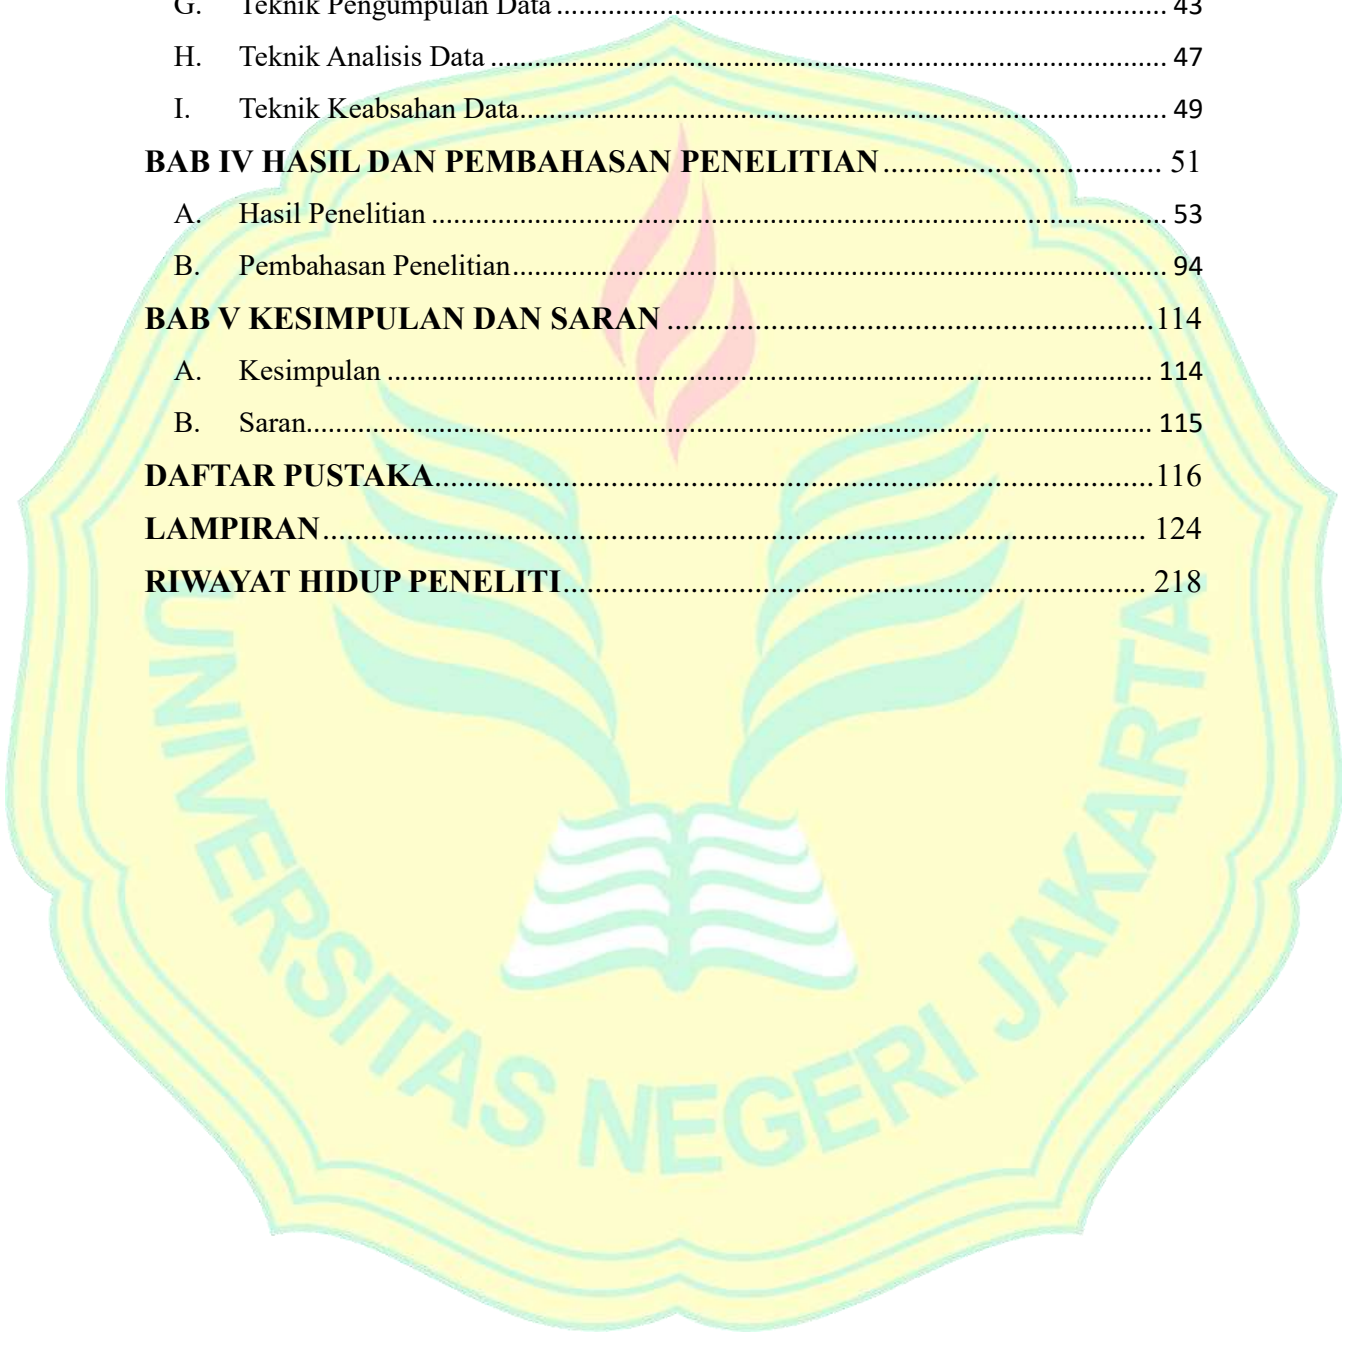 G. Teknik Pengumpulan Data ........ 43
H. Teknik Analisis Data ........ 47
I. Teknik Keabsahan Data ........ 49
BAB IV HASIL DAN PEMBAHASAN PENELITIAN ........ 51
A. Hasil Penelitian ........ 53
B. Pembahasan Penelitian ........ 94
BAB V KESIMPULAN DAN SARAN ........ 114
A. Kesimpulan ........ 114
B. Saran ........ 115
DAFTAR PUSTAKA ........ 116
LAMPIRAN ........ 124
RIWAYAT HIDUP PENELITI ........ 218
UNIVERSITAS NEGERI JAKARTA